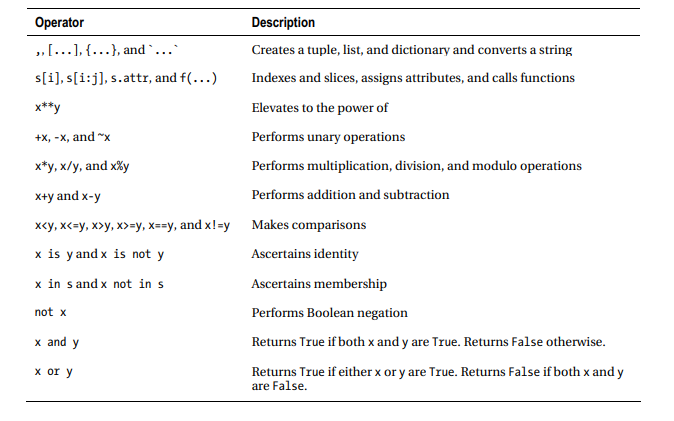 Operator Description
,, [...], {...}, and `...` Creates a tuple, list, and dictionary and converts a string
s[i], s[i:j], s.attr, and f(...) Indexes and slices, assigns attributes, and calls functions
x**y Elevates to the power of
+x, -x, and ~x Performs unary operations
x*y, x/y, and x%y Performs multiplication, division, and modulo operations
x+y and x-y Performs addition and subtraction
x<y, x<=y, x>y, x>=y, x==y, and x!=y Makes comparisons
x is y and x is not y Ascertains identity
x in s and x not in s Ascertains membership
not x Performs Boolean negation
x and y Returns True if both x and y are True. Returns False otherwise.
x or y Returns True if either x or y are True. Returns False if both x and y
are False.